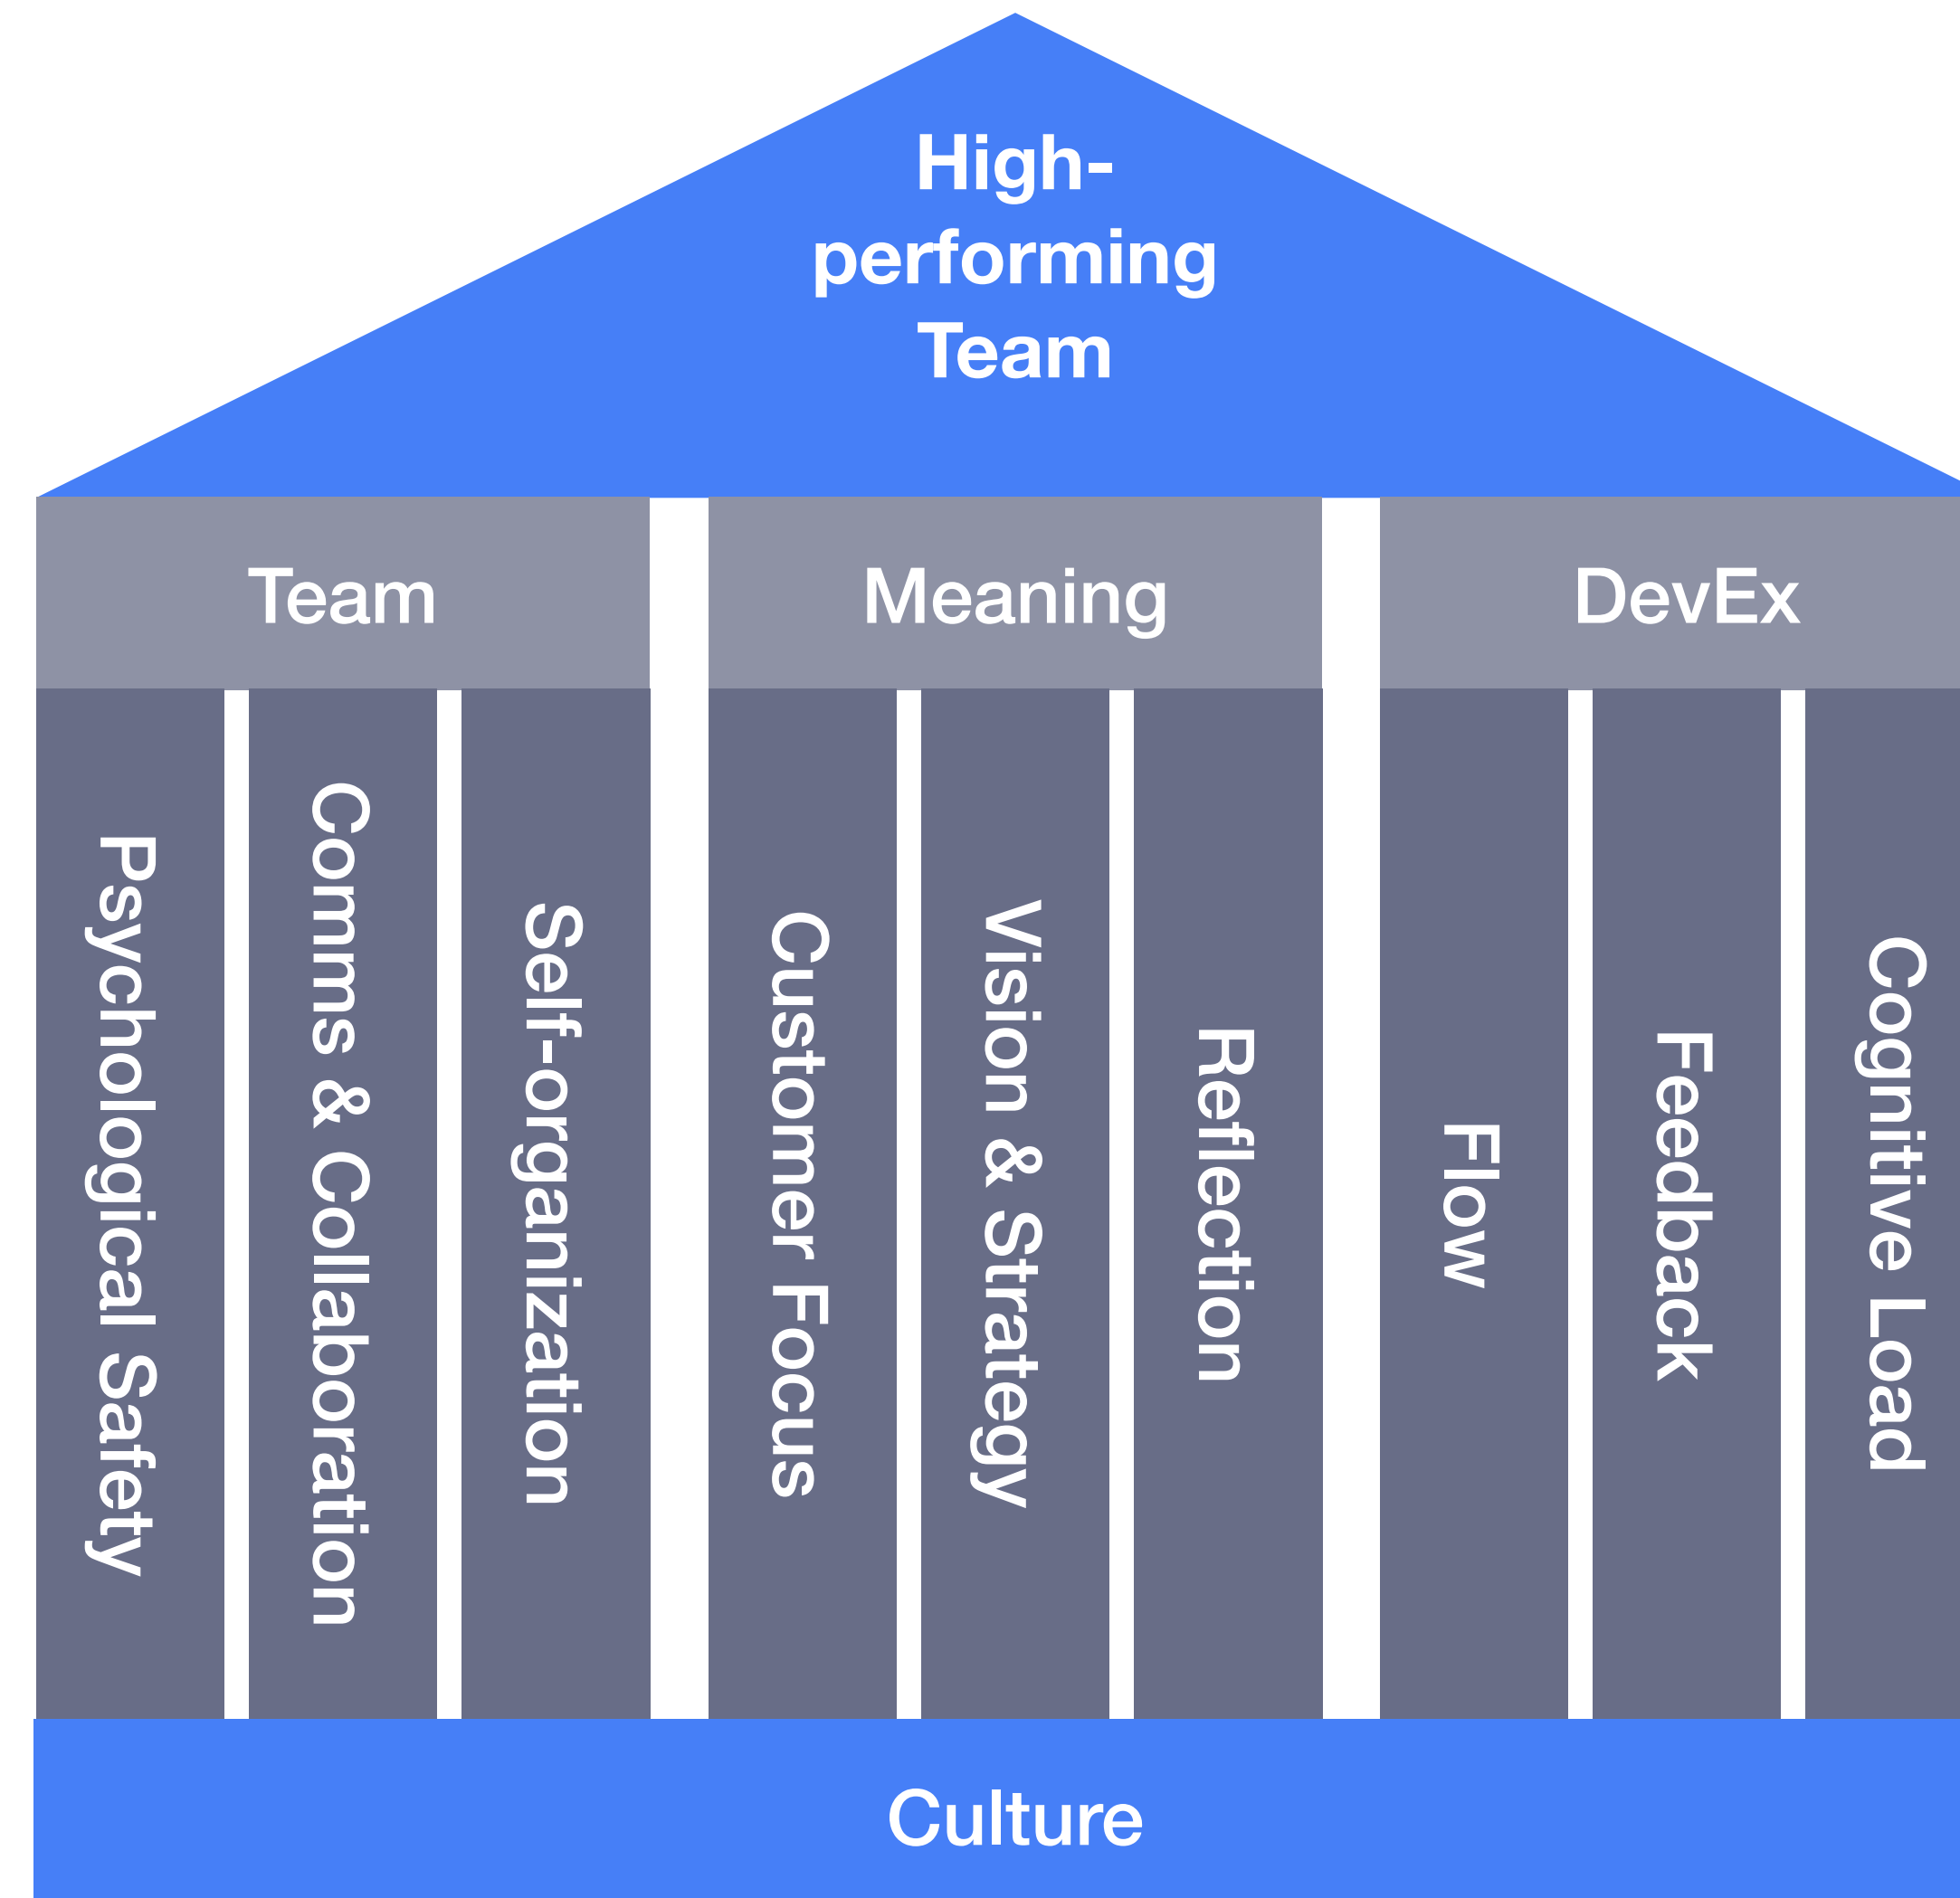 High-
performing
Team
Team
Meaning
DevEx
Psychological Safety
Comms & Collaboration
Self-organization
Customer Focus
Vision & Strategy
Reflection
Flow
Feedback
Cognitive Load
Culture